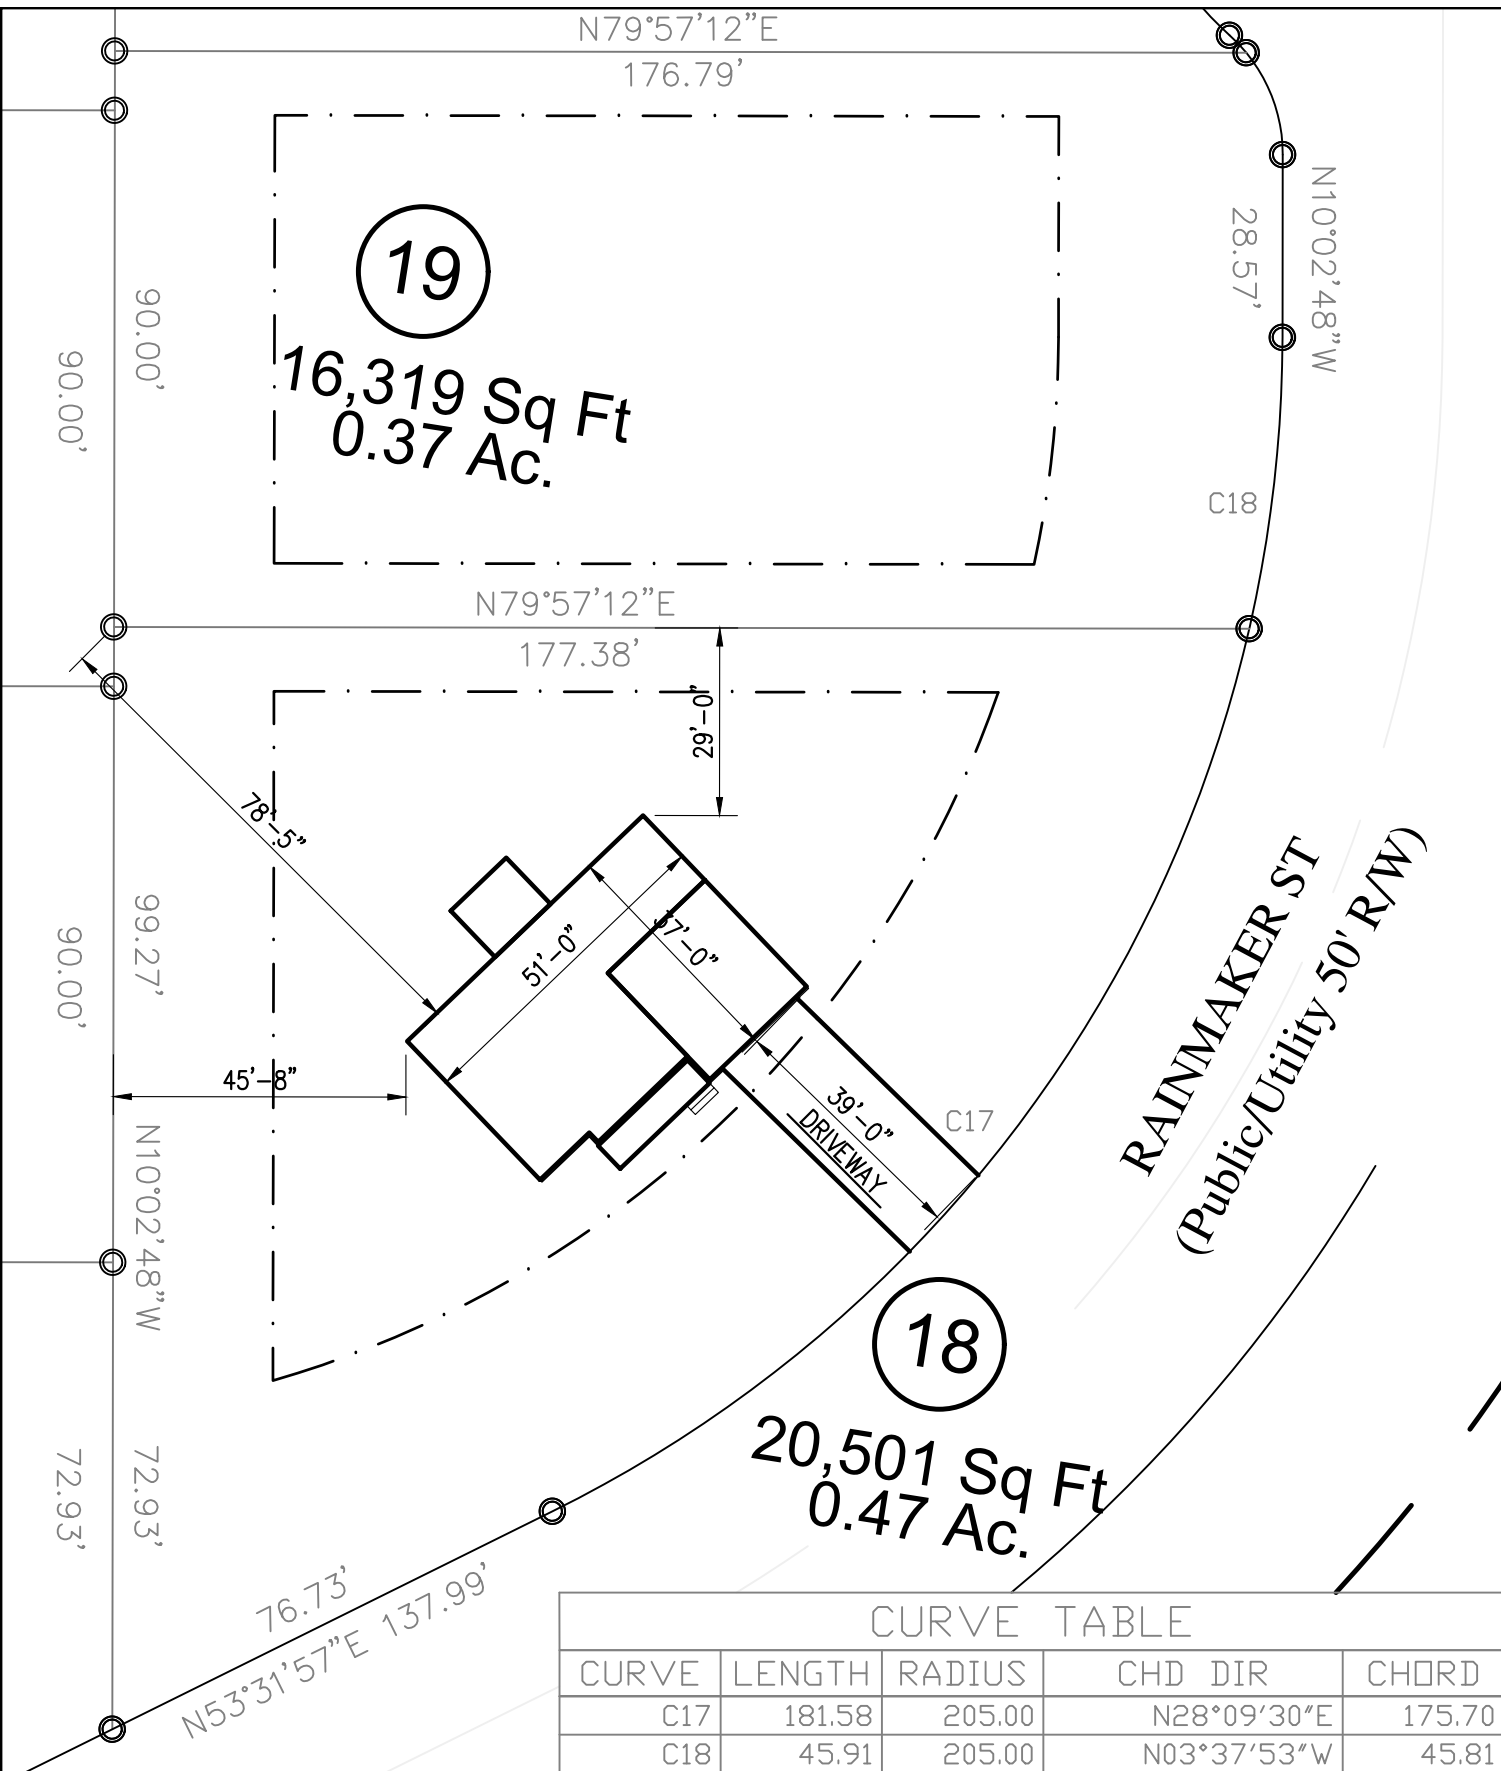 N79°57'12"E
176.79'
N10°02'48"W
28.57'
19
16,319 Sq Ft
0.37 Ac.
90.00'
90.00'
C18
N79°57'12"E
177.38'
29'-0"
78'-5"
51'-0"
37'-0"
99.27'
90.00'
45'-8"
N10°02'48"W
39'-0"
DRIVEWAY
C17
RAINMAKER ST
(Public/Utility 50' R/W)
18
20,501 Sq Ft
0.47 Ac.
72.93'
72.93'
76.73'
N53°31'57"E 137.99'
CURVE TABLE
CURVE LENGTH RADIUS CHD DIR CHORD
C17 181.58 205.00 N28°09'30"E 175.70
C18 45.91 205.00 N03°37'53"W 45.81